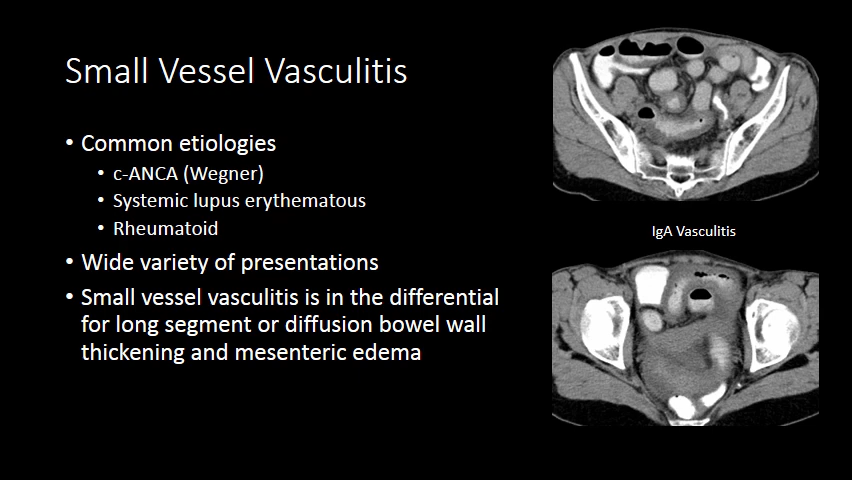 Small Vessel Vasculitis
• Common etiologies
• c-ANCA (Wegner)
• Systemic lupus erythematous
• Rheumatoid
• Wide variety of presentations
• Small vessel vasculitis is in the differential
for long segment or diffusion bowel wall
thickening and mesenteric edema
IgA Vasculitis